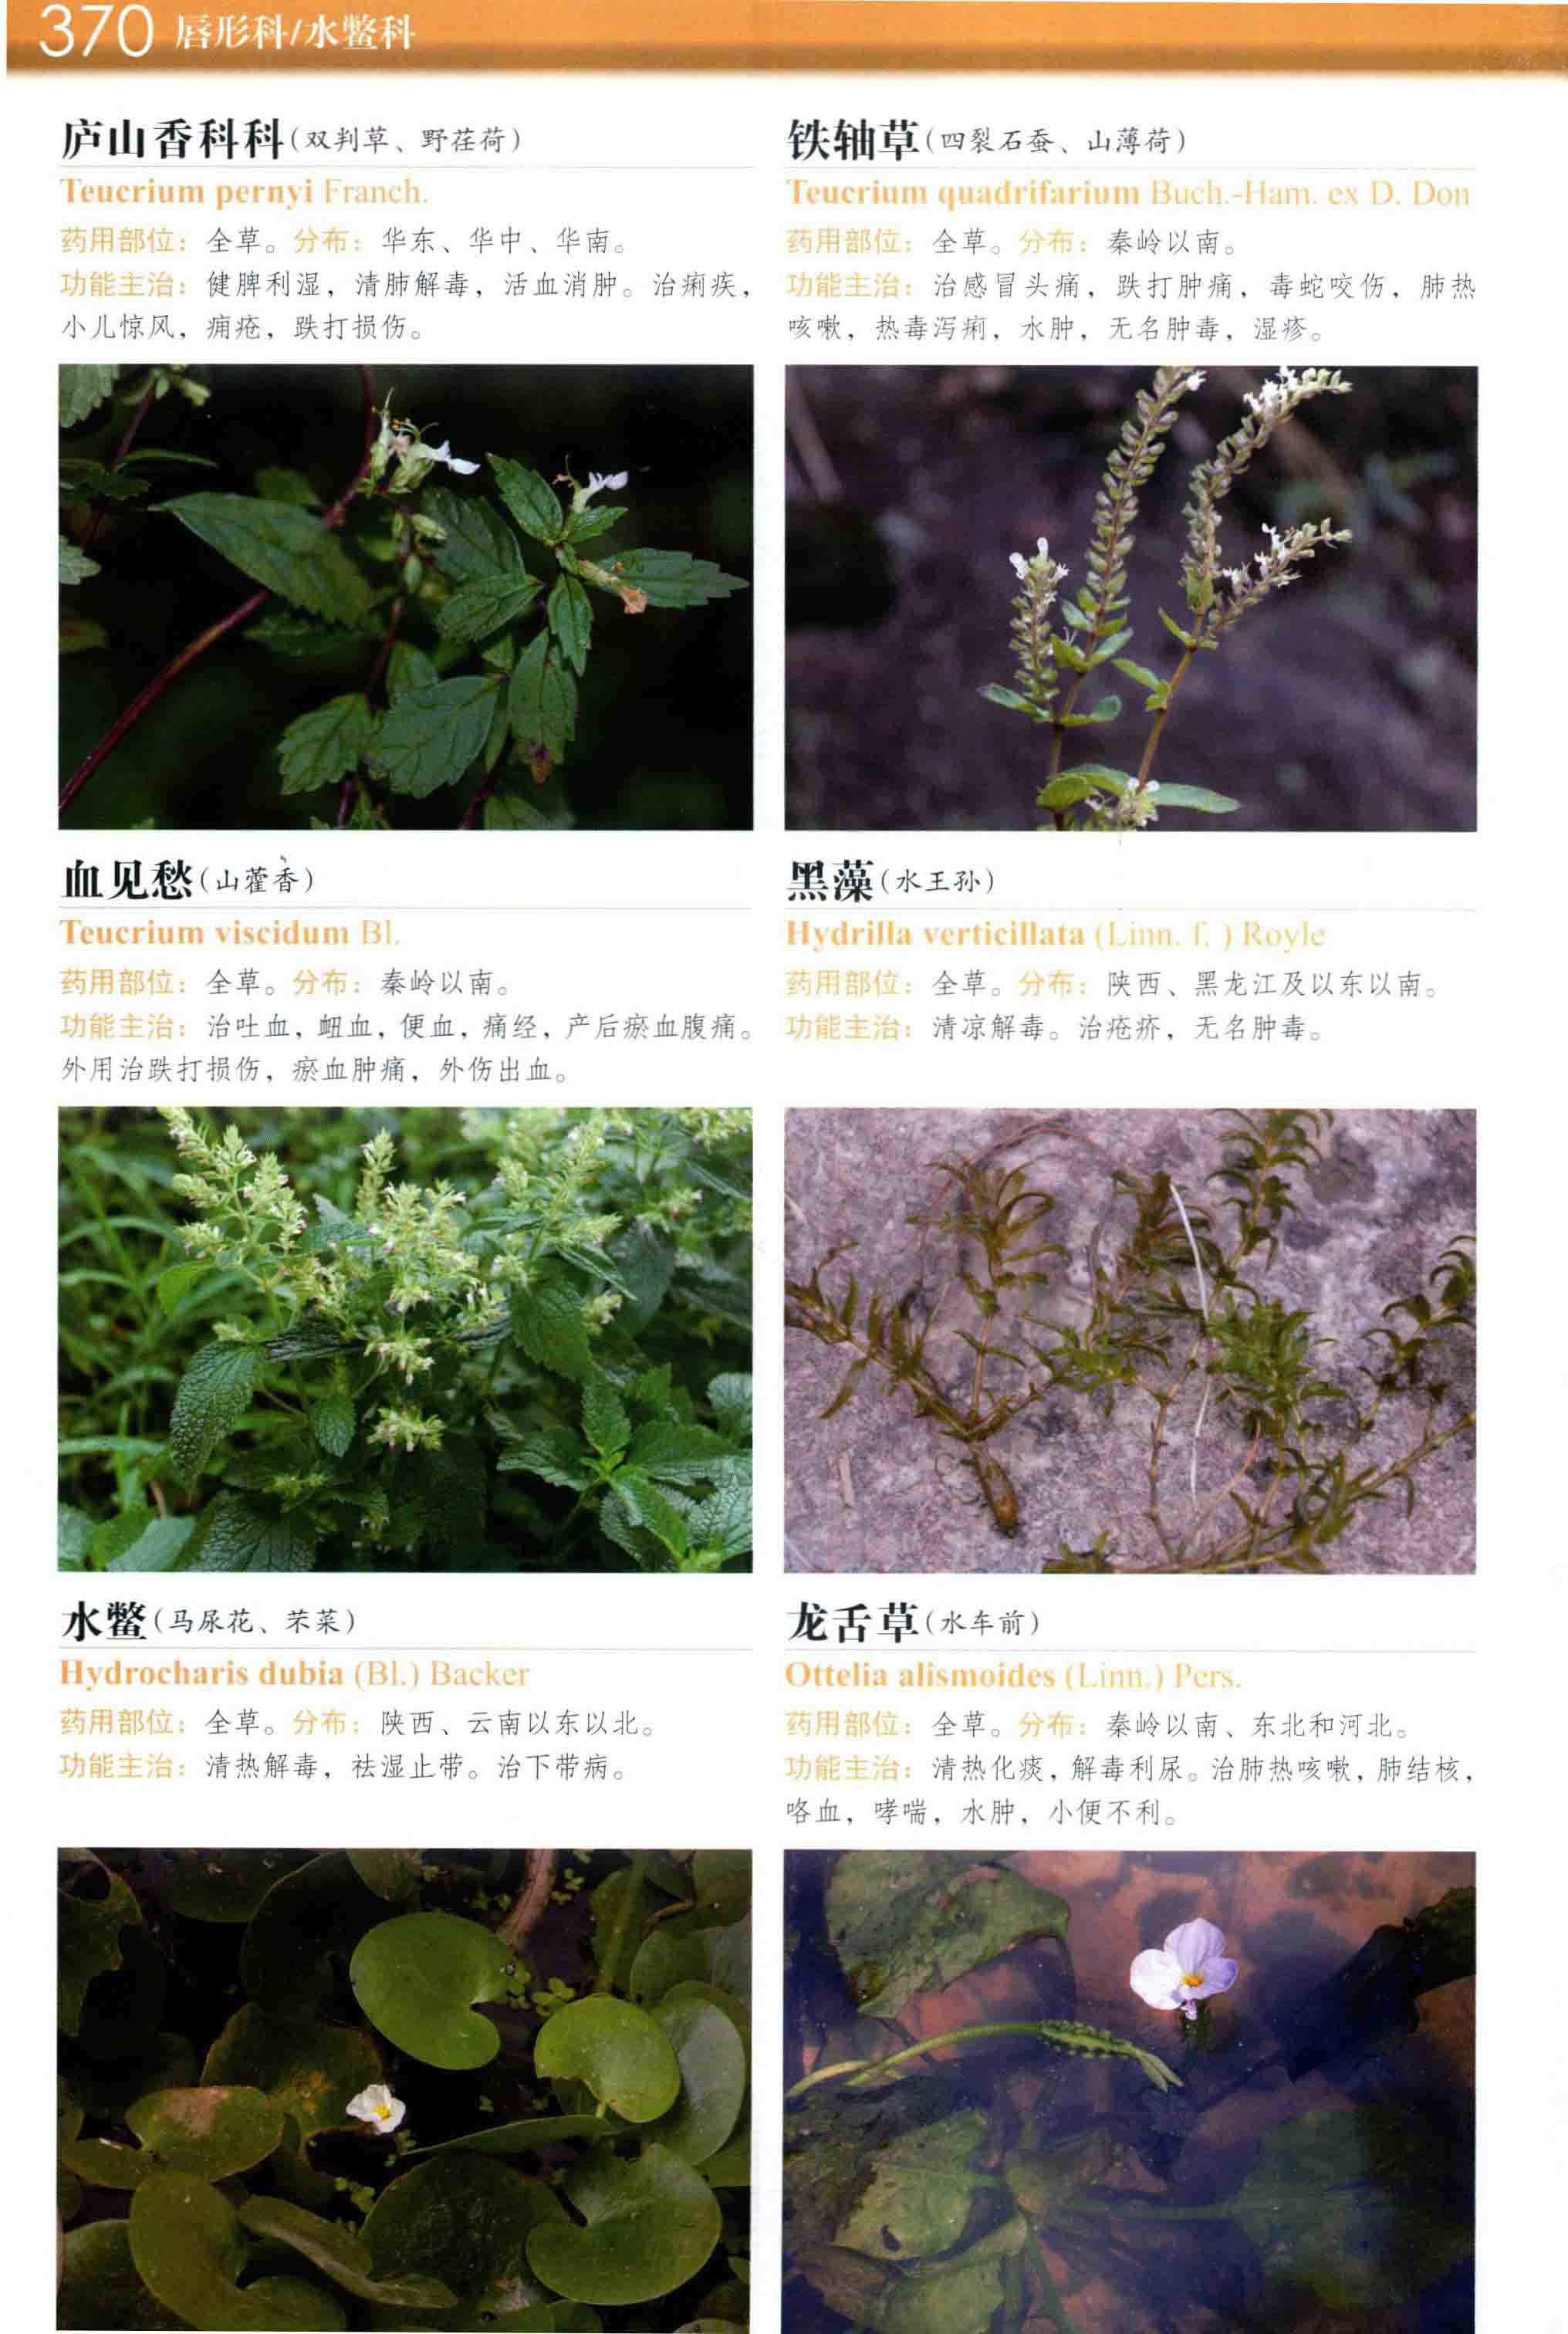 370 唇形科/水鳖科
庐山香科科(双判草、野荏荷)
Teucrium pernyi Franch.
药用部位：全草。分布：华东、华中、华南。
功能主治：健脾利湿，清肺解毒，活血消肿。治痢疾，
小儿惊风，痈疮，跌打损伤。
铁轴草(四裂石蚕、山薄荷)
Teucrium quadrifarium Buch.-Ham. ex D. Don
药用部位：全草。分布：秦岭以南。
功能主治：治感冒头痛，跌打肿痛，毒蛇咬伤，肺热
咳嗽，热毒泻痢，水肿，无名肿毒，湿疹。
血见愁(山藿香)
Teucrium viscidum Bl.
药用部位：全草。分布：秦岭以南。
功能主治：治吐血，衄血，便血，痛经，产后瘀血腹痛。
外用治跌打损伤，瘀血肿痛，外伤出血。
黑藻(水王孙)
Hydrilla verticillata (Linn. f. ) Royle
药用部位：全草。分布：陕西、黑龙江及以东以南。
功能主治：清凉解毒。治疮疥，无名肿毒。
水鳖(马尿花、芣菜)
Hydrocharis dubia (Bl.) Backer
药用部位：全草。分布：陕西、云南以东以北。
功能主治：清热解毒，祛湿止带。治下带病。
龙舌草(水车前)
Ottelia alismoides (Linn.) Pers.
药用部位：全草。分布：秦岭以南、东北和河北。
功能主治：清热化痰，解毒利尿。治肺热咳嗽，肺结核，
咯血，哮喘，水肿，小便不利。